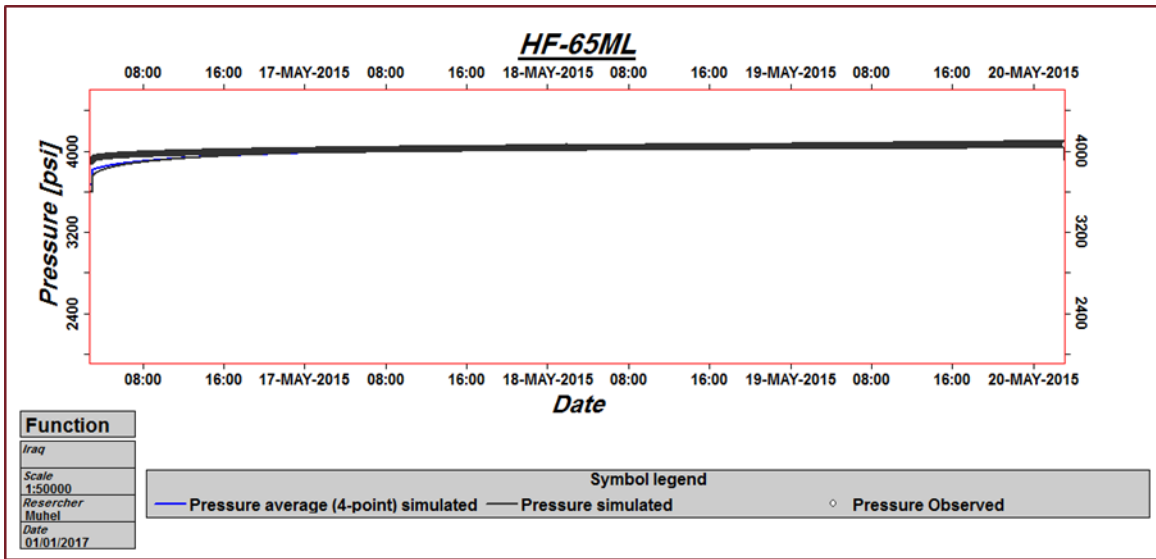 HF-65ML
08:00 16:00 17-MAY-2015 08:00 16:00 18-MAY-2015 08:00 16:00 19-MAY-2015 08:00 16:00 20-MAY-2015
Pressure [psi]
4000
3200
2400
4000
3200
2400
08:00 16:00 17-MAY-2015 08:00 16:00 18-MAY-2015 08:00 16:00 19-MAY-2015 08:00 16:00 20-MAY-2015
Date
Function
Iraq
Scale
1:50000
Resercher
Muhel
Date
01/01/2017
Symbol legend
Pressure average (4-point) simulated Pressure simulated Pressure Observed